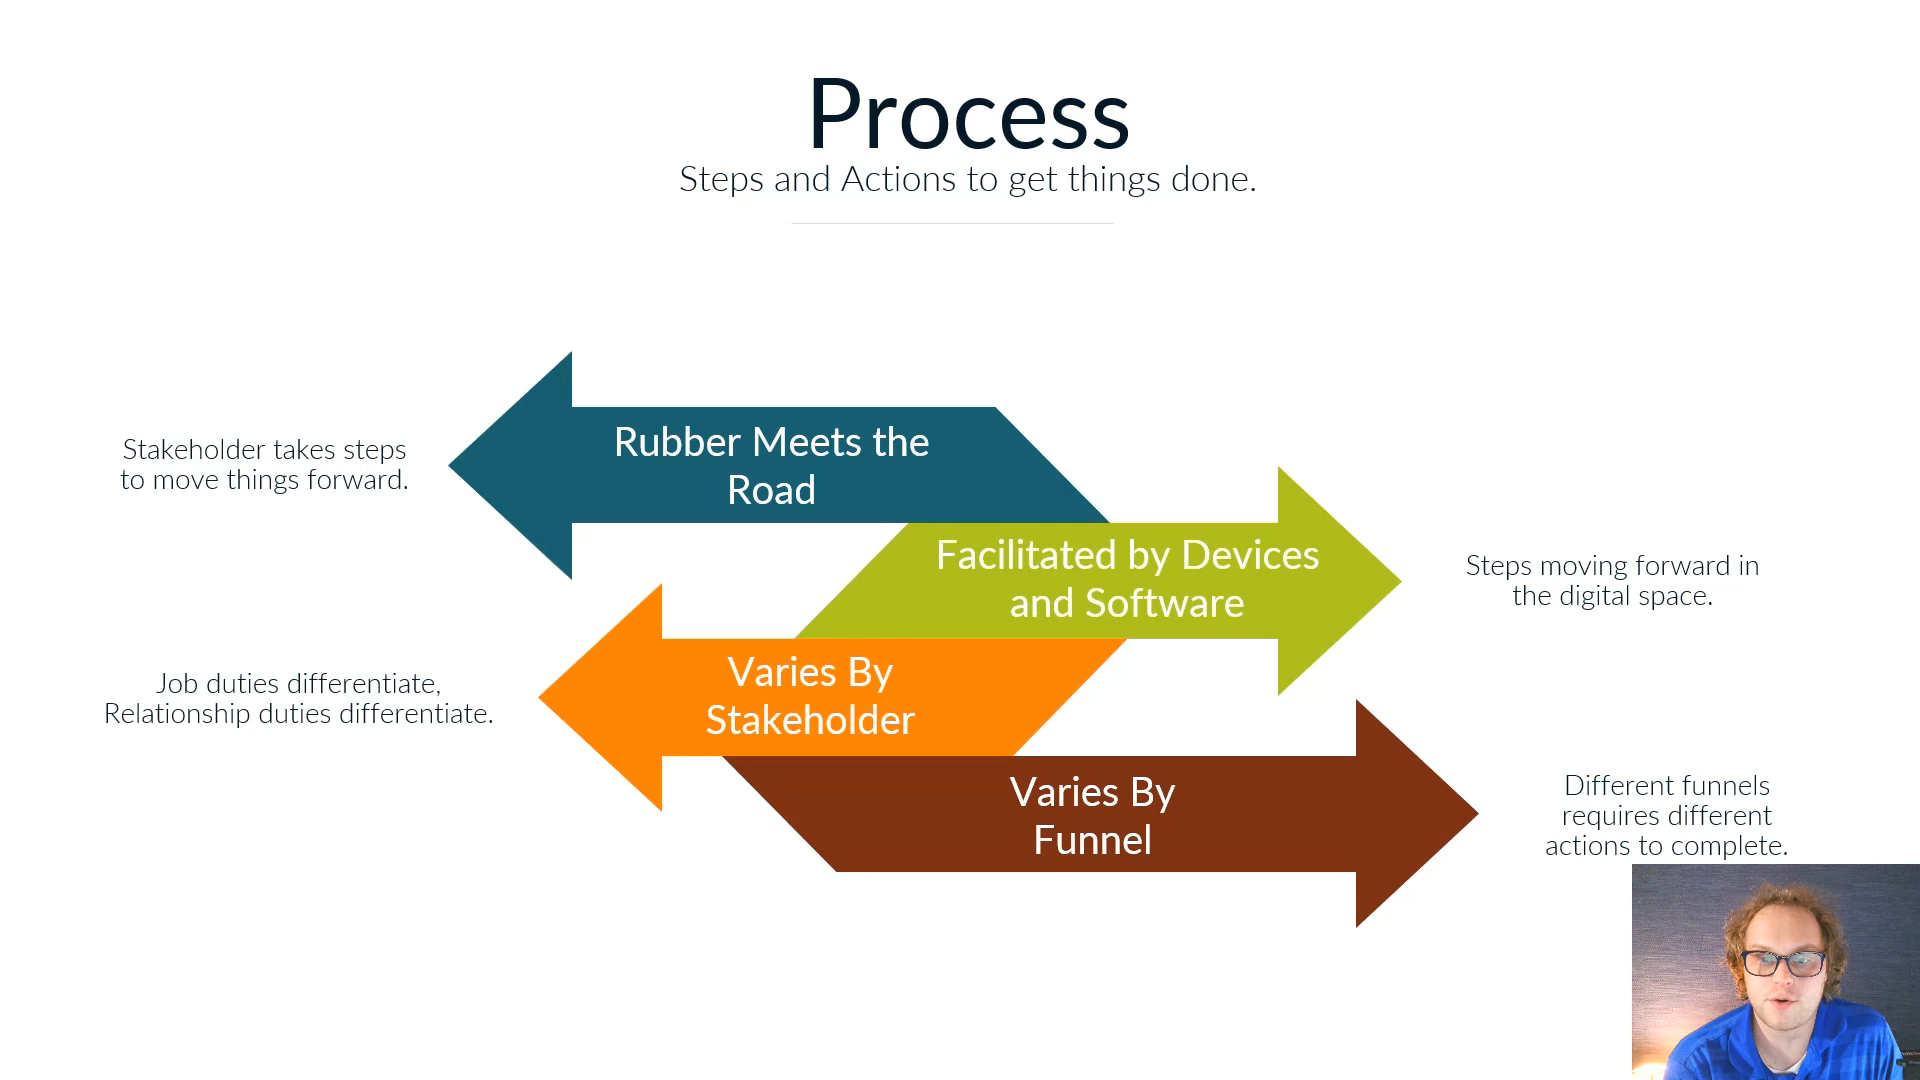 Process
Steps and Actions to get things done.
Stakeholder takes steps
to move things forward.
Rubber Meets the
Road
Facilitated by Devices
and Software
Steps moving forward in
the digital space.
Job duties differentiate,
Relationship duties differentiate.
Varies By
Stakeholder
Varies By
Funnel
Different funnels
requires different
actions to complete.